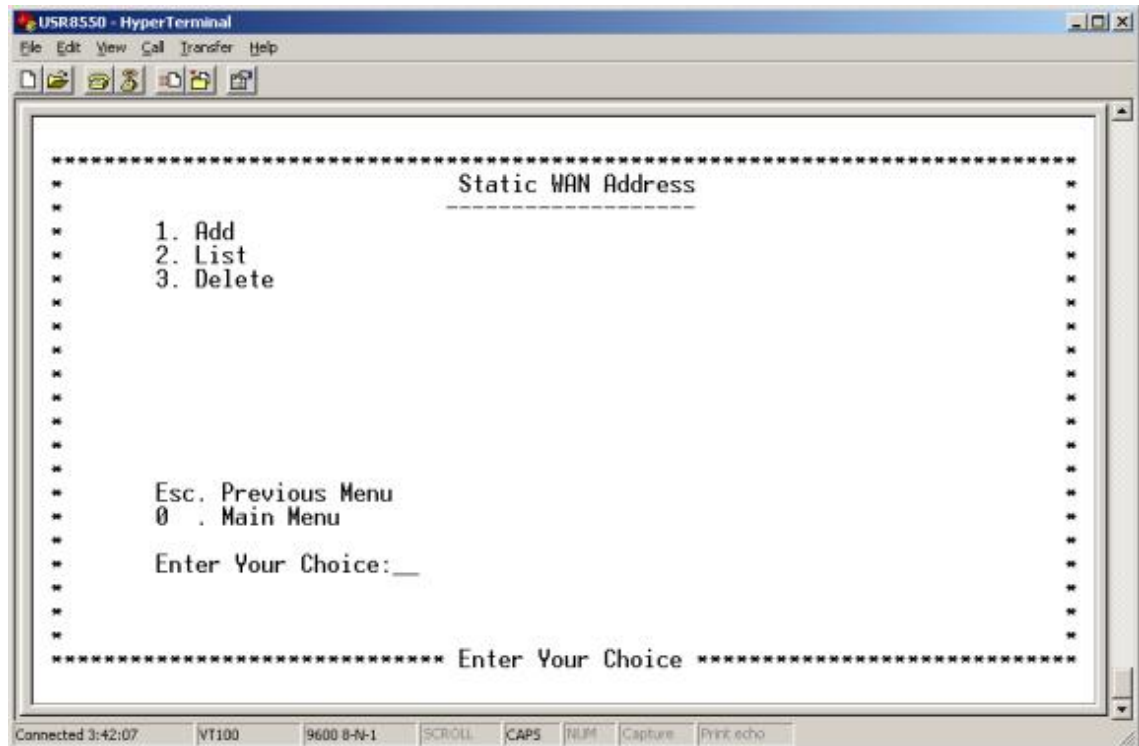 USR8550 - HyperTerminal
File Edit View Call Transfer Help
******************************************************************************
* Static WAN Address *
* ------------------- *
* 1. Add *
* 2. List *
* 3. Delete *
*
*
*
*
*
*
*
*
* Esc. Previous Menu *
* 0 . Main Menu *
*
* Enter Your Choice:__ *
*
*
*
****************************** Enter Your Choice *****************************
Connected 3:42:07 VT100 9600 8-N-1 SCROLL CAPS NUM Capture Print echo